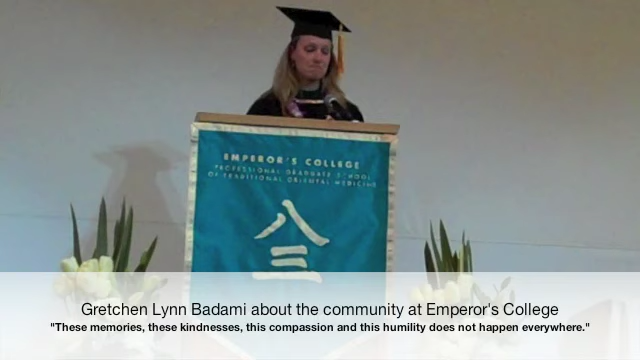 EMPEROR'S COLLEGE
PROFESSIONAL GRADUATE SCHOOL
OF TRADITIONAL ORIENTAL MEDICINE
Gretchen Lynn Badami about the community at Emperor's College
"These memories, these kindnesses, this compassion and this humility does not happen everywhere."